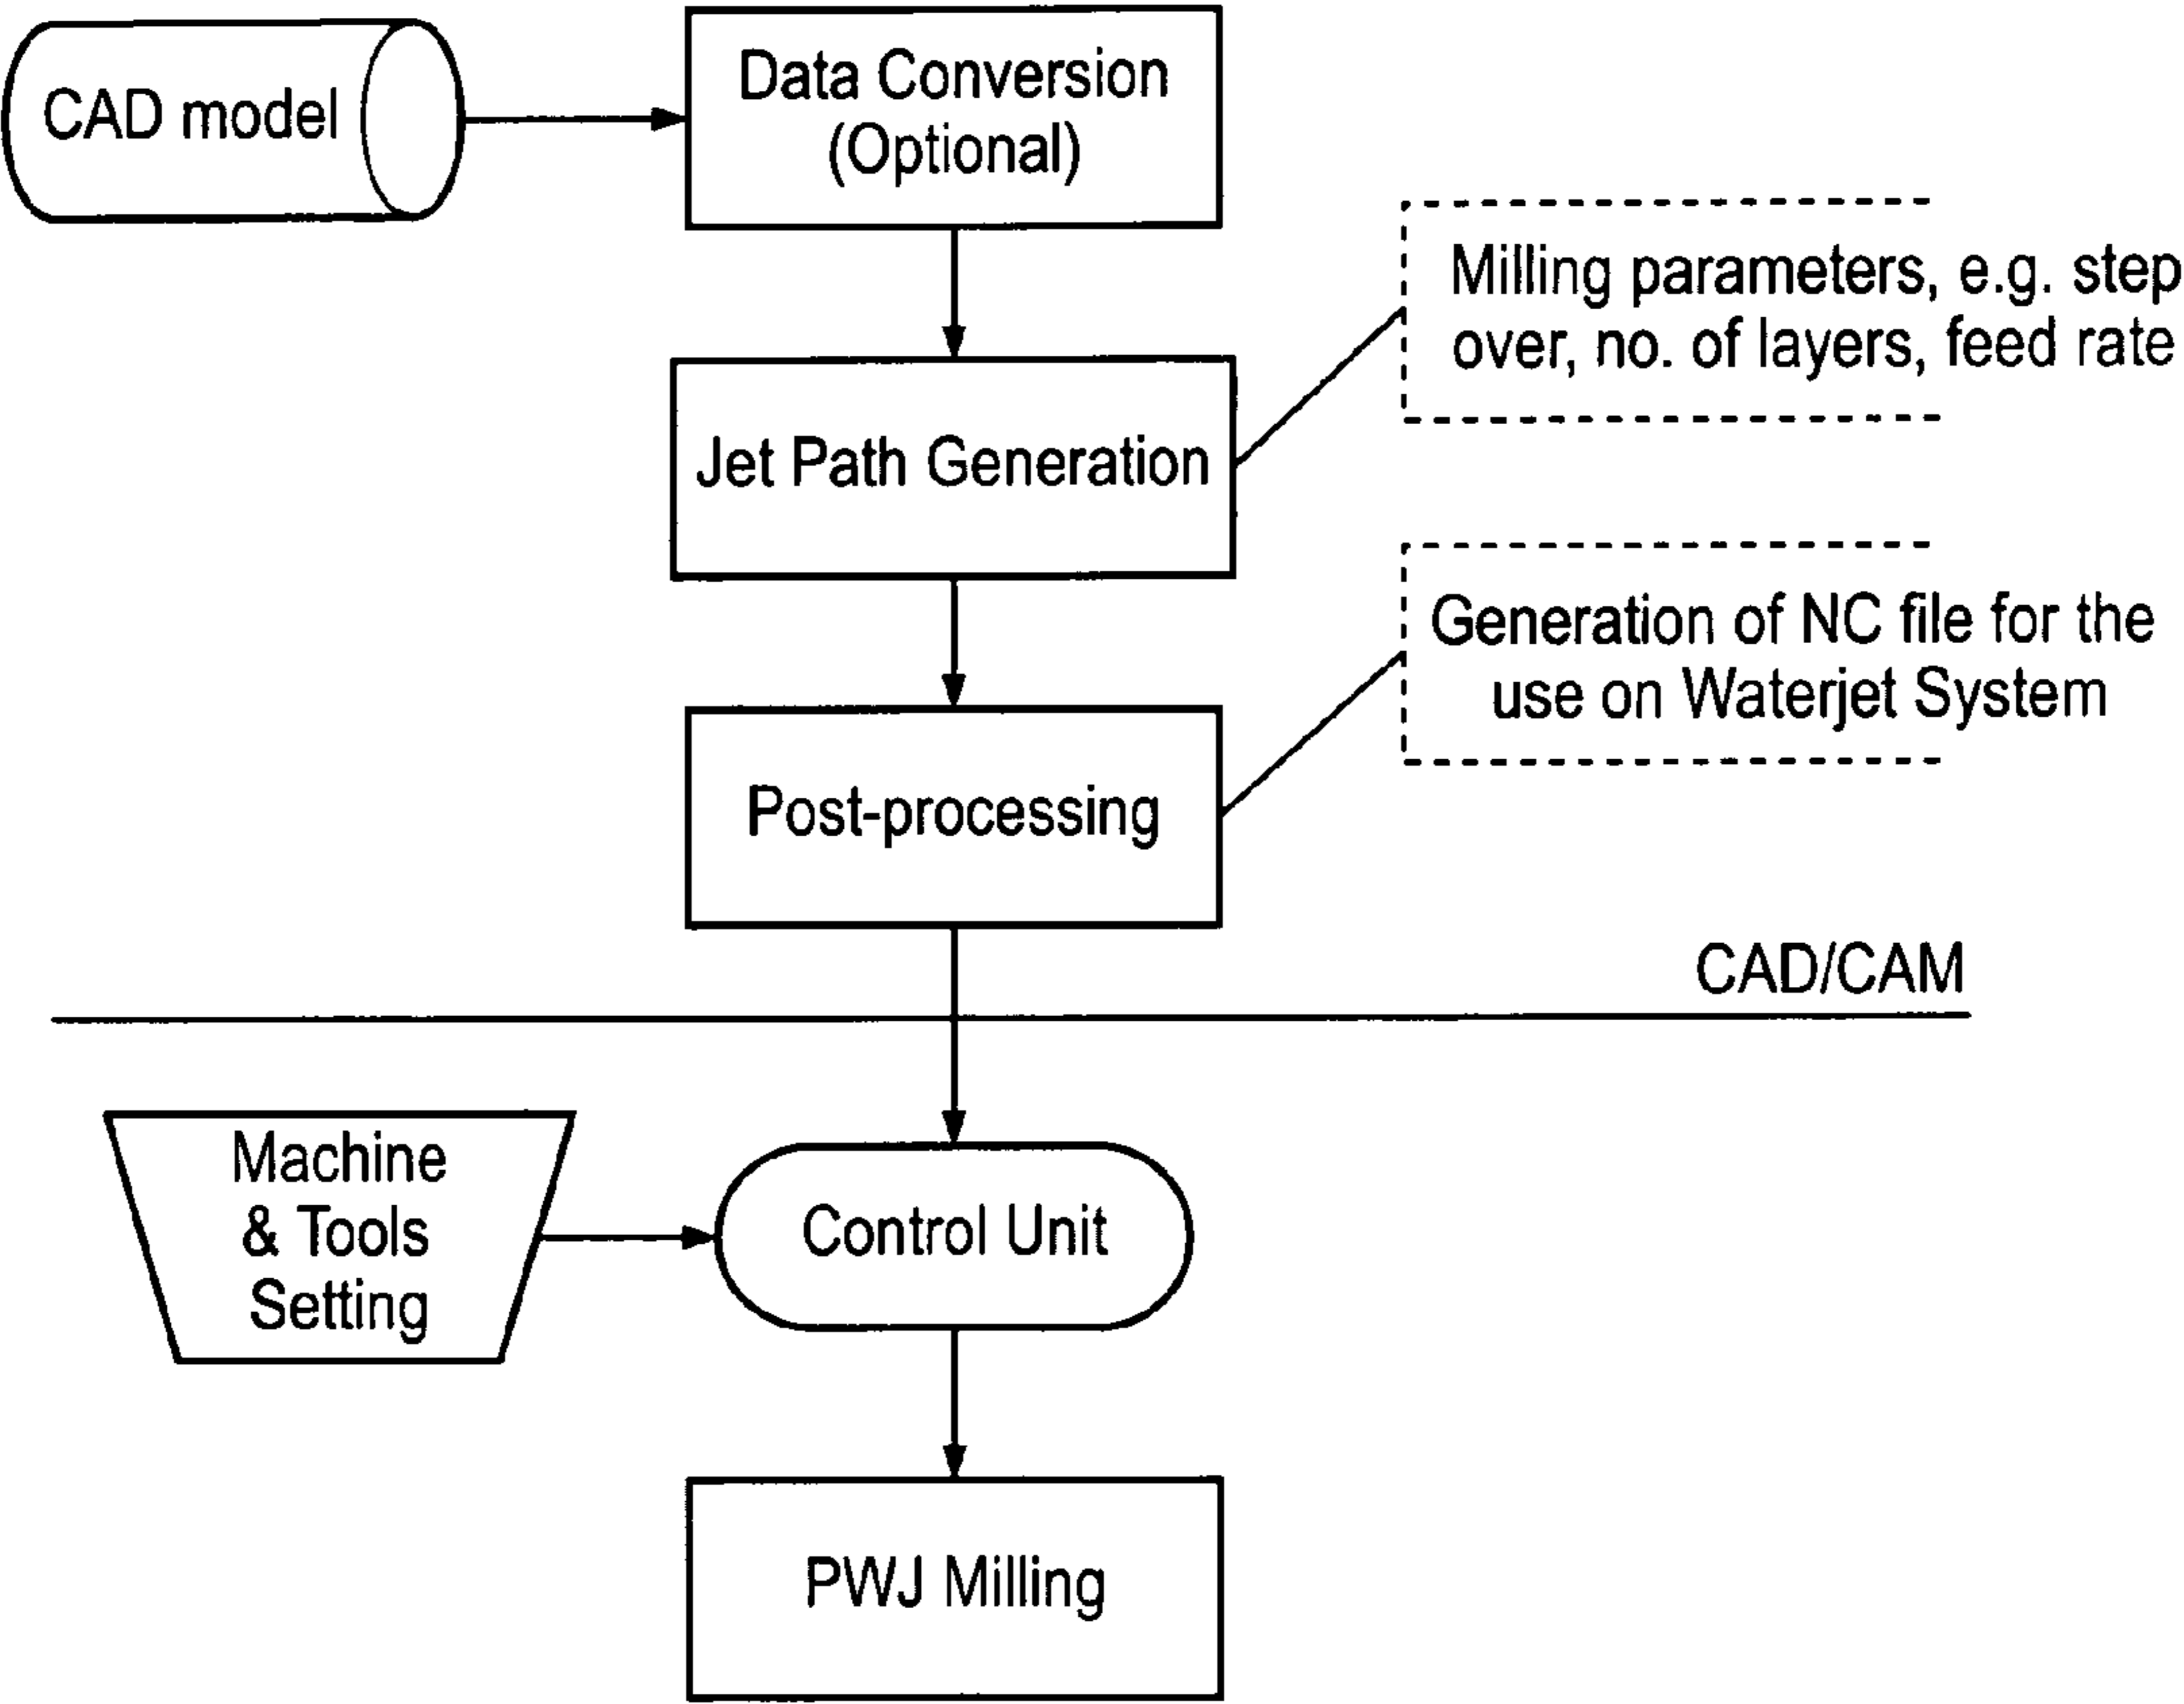 CAD model
Data Conversion
(Optional)
Milling parameters, e.g. step
over, no. of layers, feed rate
Jet Path Generation
Generation of NC file for the
use on Waterjet System
Post-processing
CAD/CAM
Machine
& Tools
Setting
Control Unit
PWJ Milling